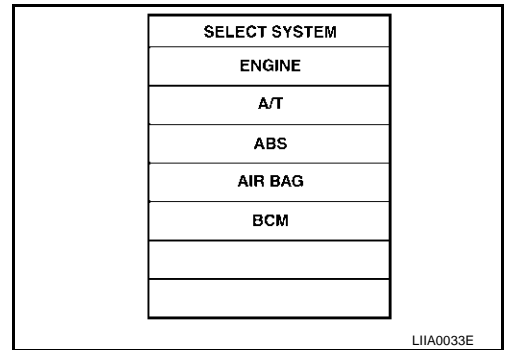 SELECT SYSTEM
ENGINE
A/T
ABS
AIR BAG
BCM
LIIA0033E